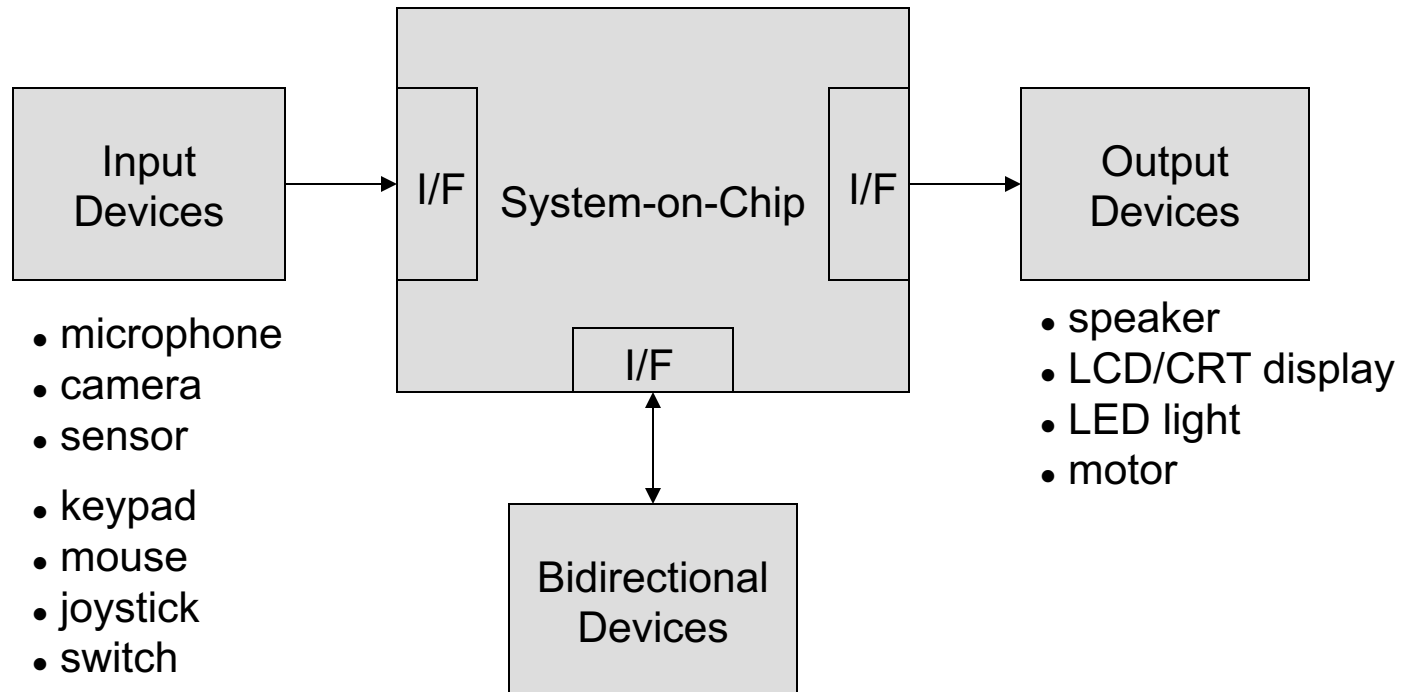 Input
Devices
I/F
System-on-Chip
I/F
Output
Devices
I/F
Bidirectional
Devices
• microphone
• camera
• sensor
• keypad
• mouse
• joystick
• switch
• speaker
• LCD/CRT display
• LED light
• motor